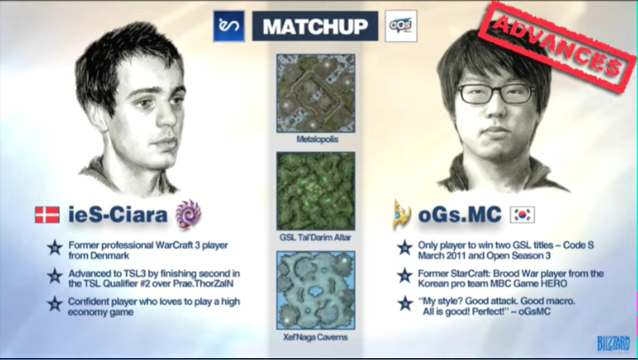 ieS
MATCHUP
oGs
ADVANCES
Metalopolis
GSL Tal'Darim Altar
Xel'Naga Caverns
ieS-Ciara
Former professional WarCraft 3 player
from Denmark
Advanced to TSL3 by finishing second in
the TSL Qualifier #2 over Prae.ThorZaIN
Confident player who loves to play a high
economy game
oGs.MC
Only player to win two GSL titles – Code S
March 2011 and Open Season 3
Former StarCraft: Brood War player from the
Korean pro team MBC Game HERO
"My style? Good attack. Good macro.
All is good! Perfect!" – oGsMC
BLIZZARD